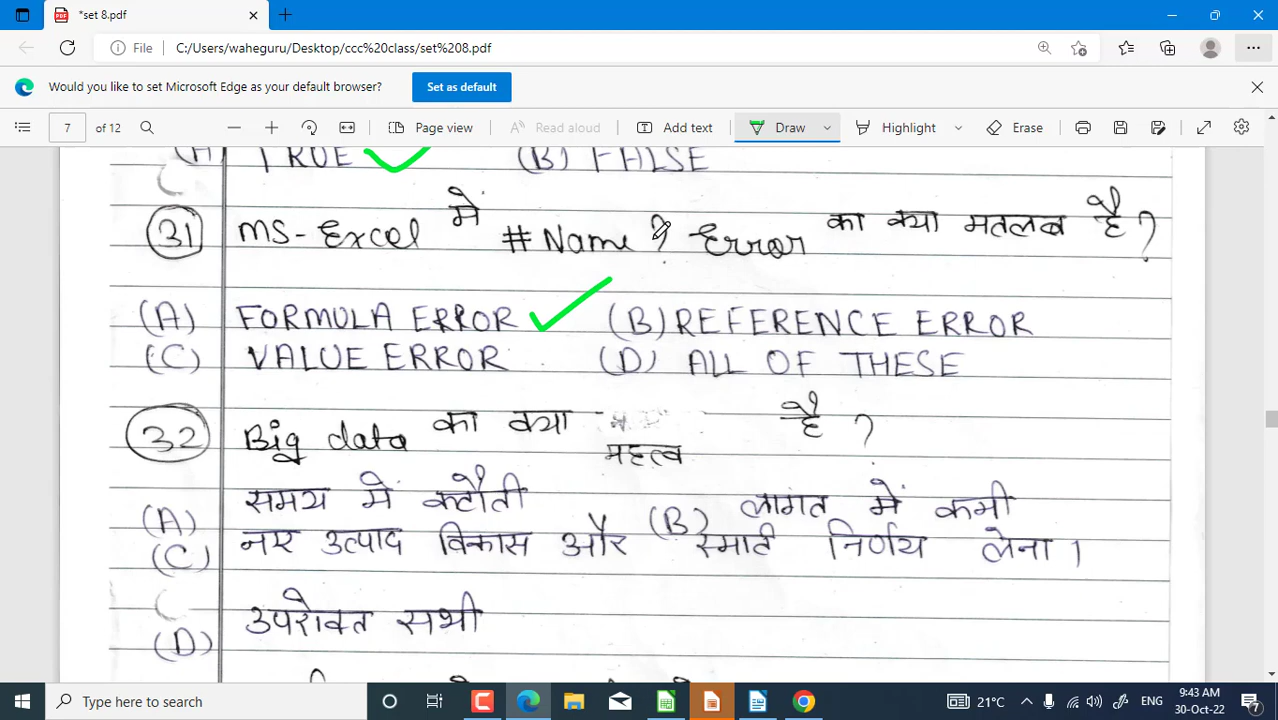 *set 8.pdf
File C:/Users/waheguru/Desktop/ccc%20class/set%208.pdf
Would you like to set Microsoft Edge as your default browser? Set as default
7 of 12 Page view Read aloud Add text Draw Highlight Erase
TRUE (B) FALSE
31 MS-Excel में # Name ? Error का क्या मतलब है ?
(A) FORMULA ERROR (B) REFERENCE ERROR
(C) VALUE ERROR (D) ALL OF THESE
32 Big data का क्या महत्व है ?
(A) समय में कटौती (B) लागत में कमी
(C) नए उत्पाद विकास और स्मार्ट निर्णय लेना ।
(D) उपरोक्त सभी
Type here to search 21°C ENG 9:43 AM
30-Oct-22 7